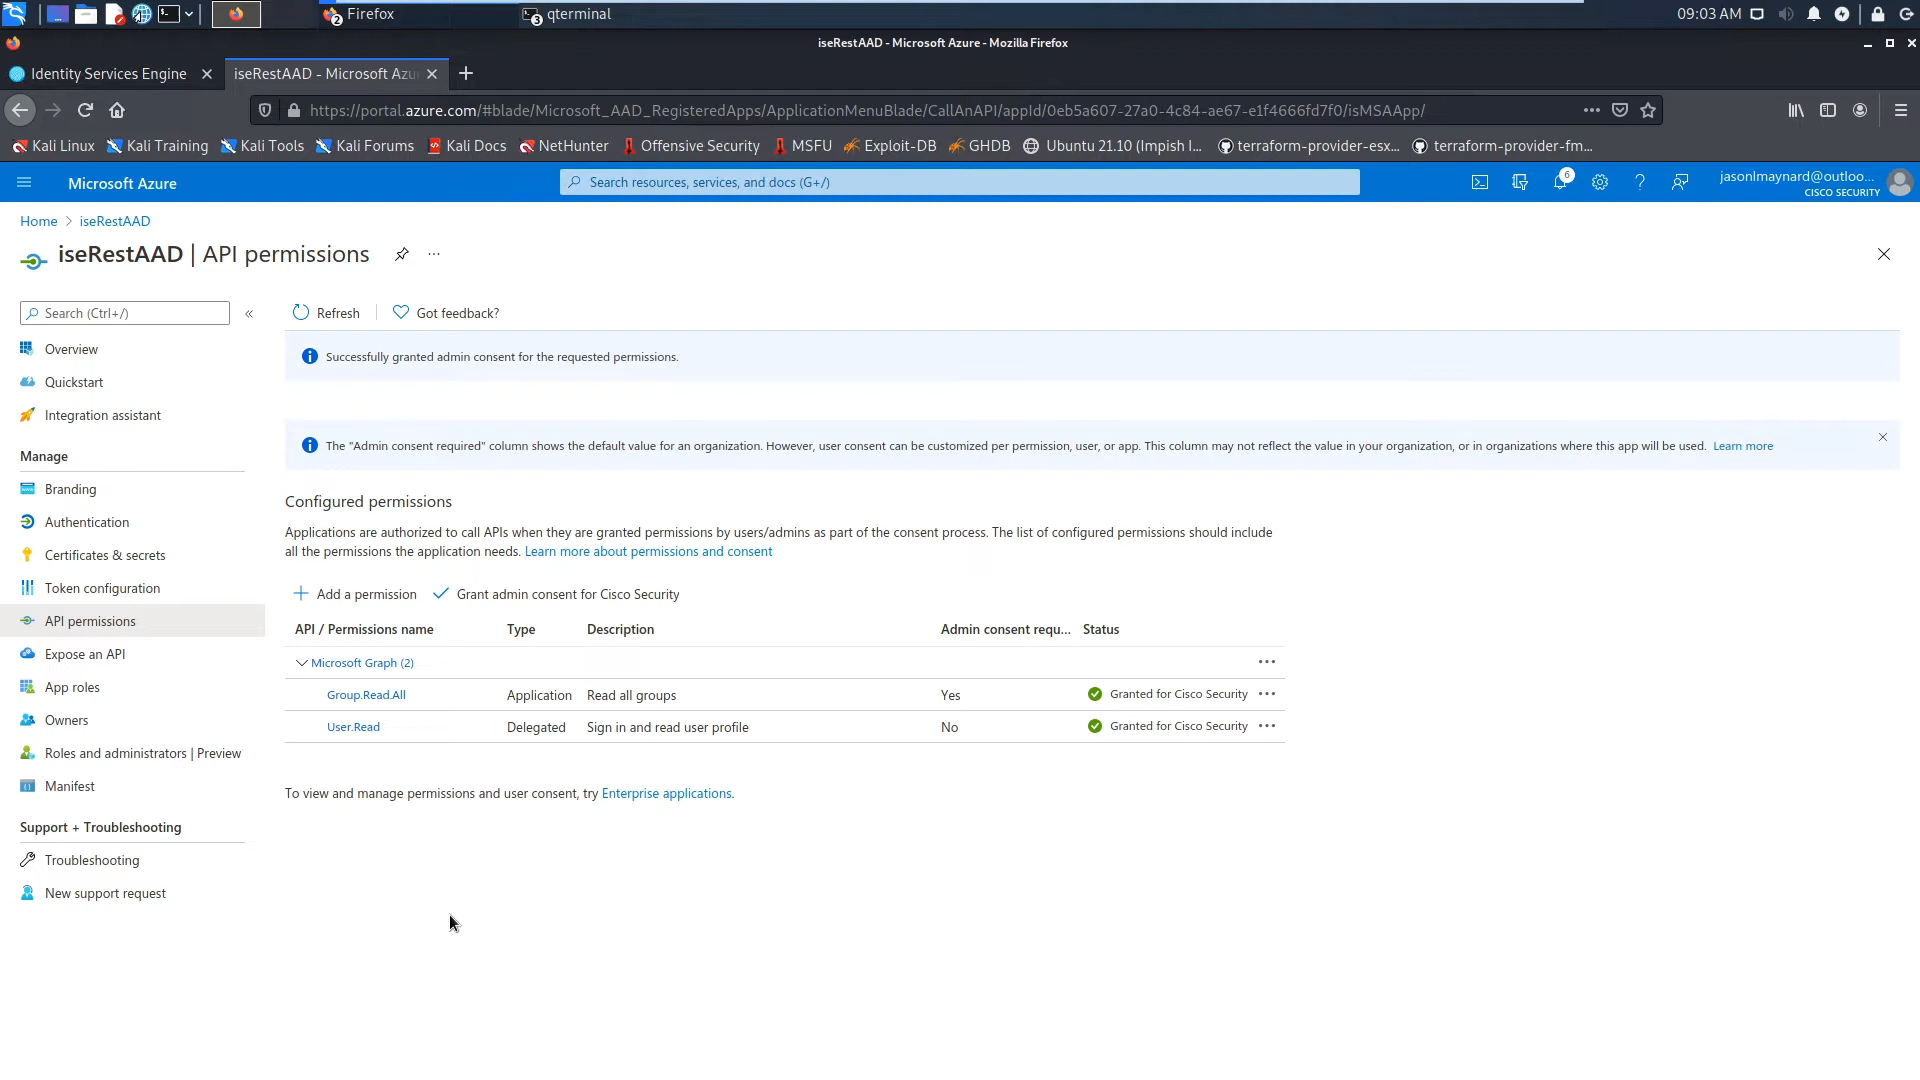 2 Firefox
3 qterminal
09:03 AM
iseRestAAD - Microsoft Azure - Mozilla Firefox
Identity Services Engine
iseRestAAD - Microsoft Azu
https://portal.azure.com/#blade/Microsoft_AAD_RegisteredApps/ApplicationMenuBlade/CallAnAPI/appId/0eb5a607-27a0-4c84-ae67-e1f4666fd7f0/isMSAApp/
Kali Linux
Kali Training
Kali Tools
Kali Forums
Kali Docs
NetHunter
Offensive Security
MSFU
Exploit-DB
GHDB
Ubuntu 21.10 (Impish I...
terraform-provider-esx...
terraform-provider-fm...
Microsoft Azure
Search resources, services, and docs (G+/)
6
jasonlmaynard@outloo...
CISCO SECURITY
Home > iseRestAAD
iseRestAAD | API permissions
Search (Ctrl+/)
Overview
Quickstart
Integration assistant
Manage
Branding
Authentication
Certificates & secrets
Token configuration
API permissions
Expose an API
App roles
Owners
Roles and administrators | Preview
Manifest
Support + Troubleshooting
Troubleshooting
New support request
Refresh
Got feedback?
Successfully granted admin consent for the requested permissions.
The "Admin consent required" column shows the default value for an organization. However, user consent can be customized per permission, user, or app. This column may not reflect the value in your organization, or in organizations where this app will be used. Learn more
Configured permissions
Applications are authorized to call APIs when they are granted permissions by users/admins as part of the consent process. The list of configured permissions should include
all the permissions the application needs. Learn more about permissions and consent
Add a permission
Grant admin consent for Cisco Security
API / Permissions name Type Description Admin consent requ... Status
Microsoft Graph (2)
Group.Read.All Application Read all groups Yes Granted for Cisco Security
User.Read Delegated Sign in and read user profile No Granted for Cisco Security
To view and manage permissions and user consent, try Enterprise applications.